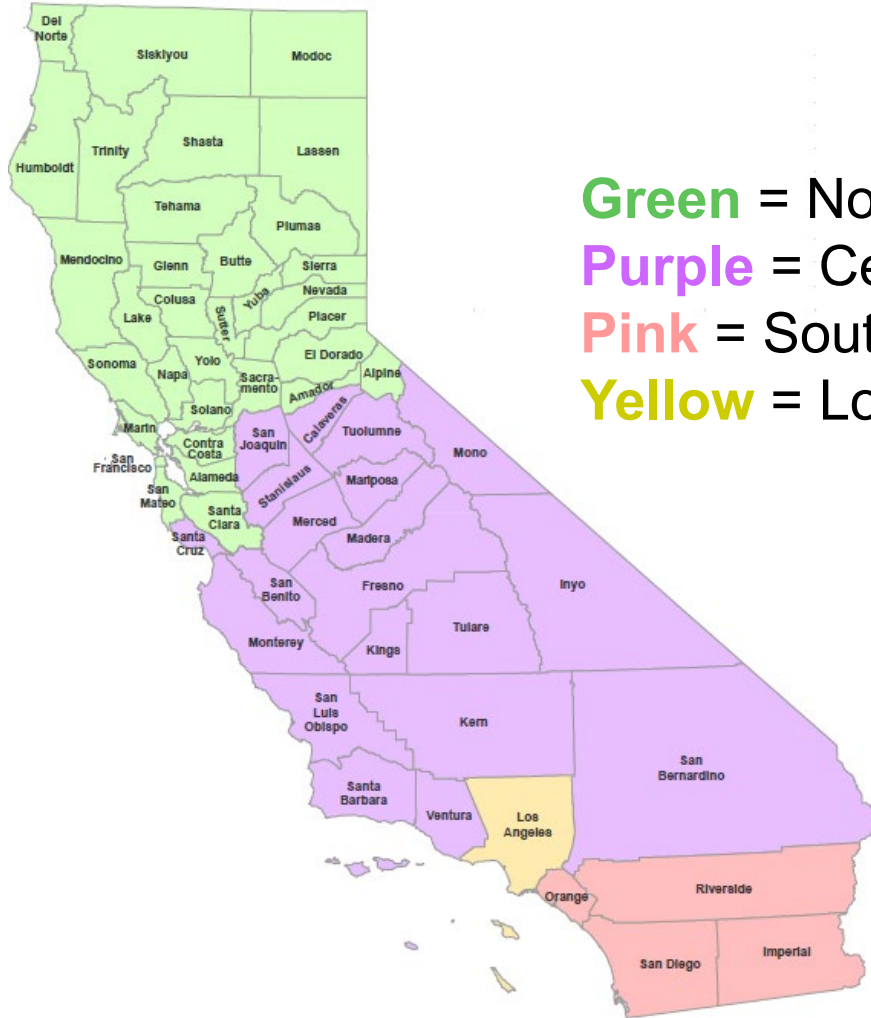 Del
Norte
Siskiyou
Modoc
Humboldt
Trinity
Shasta
Lassen
Tehama
Plumas
Mendocino
Glenn
Butte
Sierra
Nevada
Yuba
Colusa
Placer
Lake
Sutter
El Dorado
Sonoma
Napa
Yolo
Sacra-
mento
Alpine
Amador
Solano
Marin
Calaveras
San
Joaquin
Tuolumne
Mono
Contra
Costa
San
Francisco
Alameda
Stanislaus
Mariposa
San
Mateo
Santa
Clara
Merced
Santa
Cruz
Madera
San
Benito
Fresno
Inyo
Monterey
Kings
Tulare
San
Luis
Obispo
Kern
San
Bernardino
Santa
Barbara
Ventura
Los
Angeles
Orange
Riverside
San Diego
Imperial
Green = No
Purple = Ce
Pink = Sout
Yellow = Lo